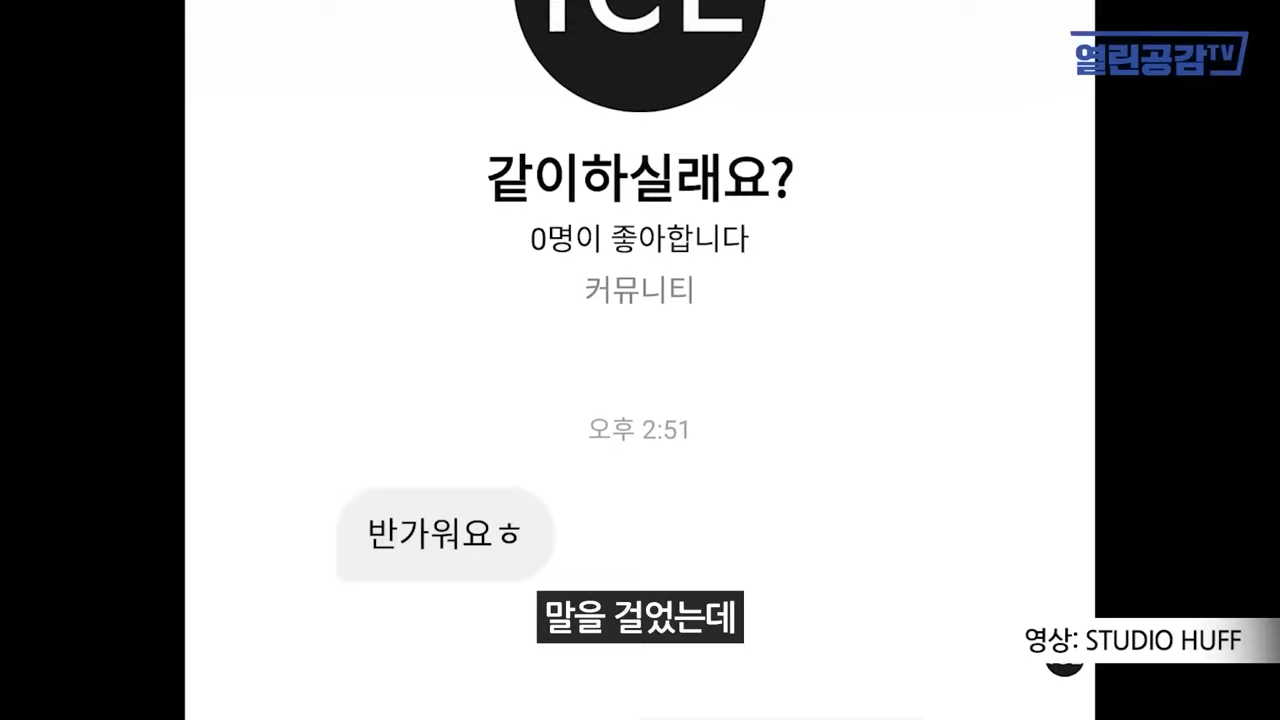 ICE
열린공감TV
같이하실래요?
0명이 좋아합니다
커뮤니티
오후 2:51
반가워요ㅎ
말을 걸었는데
영상: STUDIO HUFF